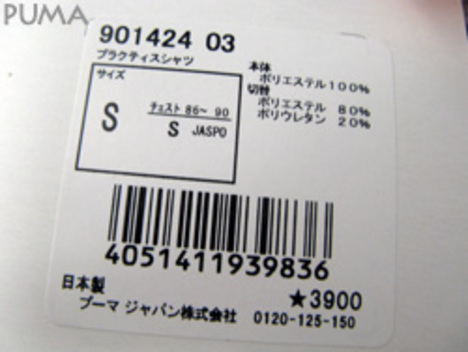 PUMA
901424 03
プラクティスシャツ
サイズ
S
チェスト 86～ 90
S JASPO
本体
ポリエステル100%
切替
ポリエステル 80%
ポリウレタン 20%
4051411939836
日本製
★3900
プーマ ジャパン株式会社 0120-125-150